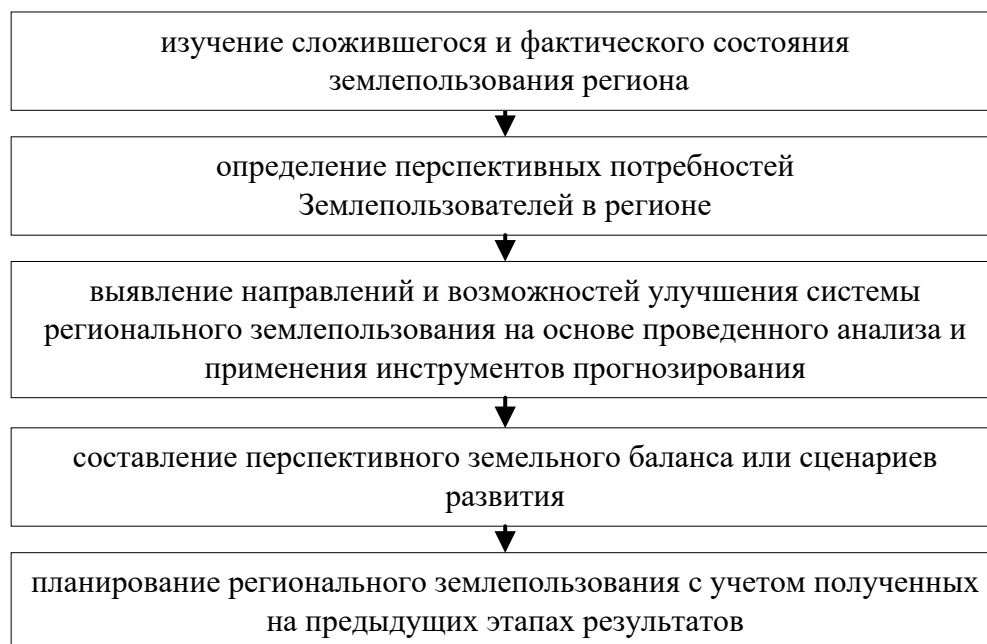 изучение сложившегося и фактического состояния
землепользования региона
определение перспективных потребностей
Землепользователей в регионе
выявление направлений и возможностей улучшения системы
регионального землепользования на основе проведенного анализа и
применения инструментов прогнозирования
составление перспективного земельного баланса или сценариев
развития
планирование регионального землепользования с учетом полученных
на предыдущих этапах результатов